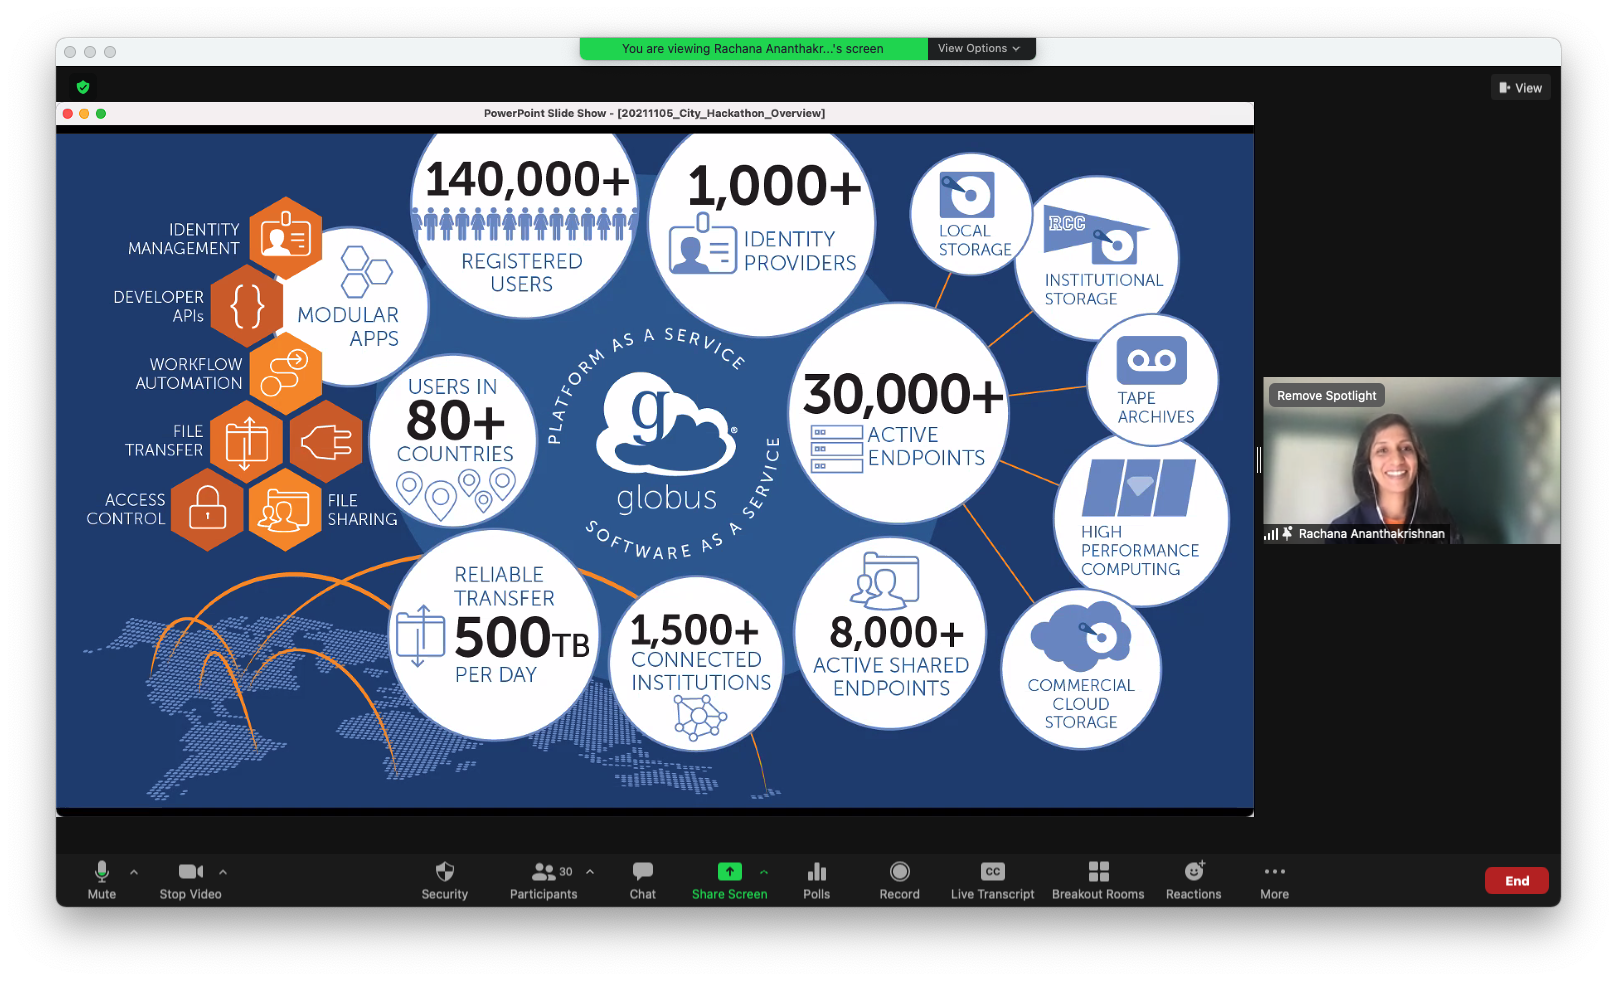 You are viewing Rachana Ananthakr...'s screen
View Options
View
PowerPoint Slide Show - [20211105_City_Hackathon_Overview]
IDENTITY
MANAGEMENT
DEVELOPER
APIs
WORKFLOW
AUTOMATION
FILE
TRANSFER
ACCESS
CONTROL
FILE
SHARING
MODULAR
APPS
140,000+
REGISTERED
USERS
1,000+
IDENTITY
PROVIDERS
USERS IN
80+
COUNTRIES
PLATFORM AS A SERVICE
g
®
globus
SOFTWARE AS A SERVICE
30,000+
ACTIVE
ENDPOINTS
LOCAL
STORAGE
RCC
INSTITUTIONAL
STORAGE
TAPE
ARCHIVES
HIGH
PERFORMANCE
COMPUTING
COMMERCIAL
CLOUD
STORAGE
RELIABLE
TRANSFER
500TB
PER DAY
1,500+
CONNECTED
INSTITUTIONS
8,000+
ACTIVE SHARED
ENDPOINTS
Remove Spotlight
Rachana Ananthakrishnan
Mute
Stop Video
Security
Participants
30
Chat
Share Screen
Polls
Record
CC
Live Transcript
Breakout Rooms
Reactions
More
End